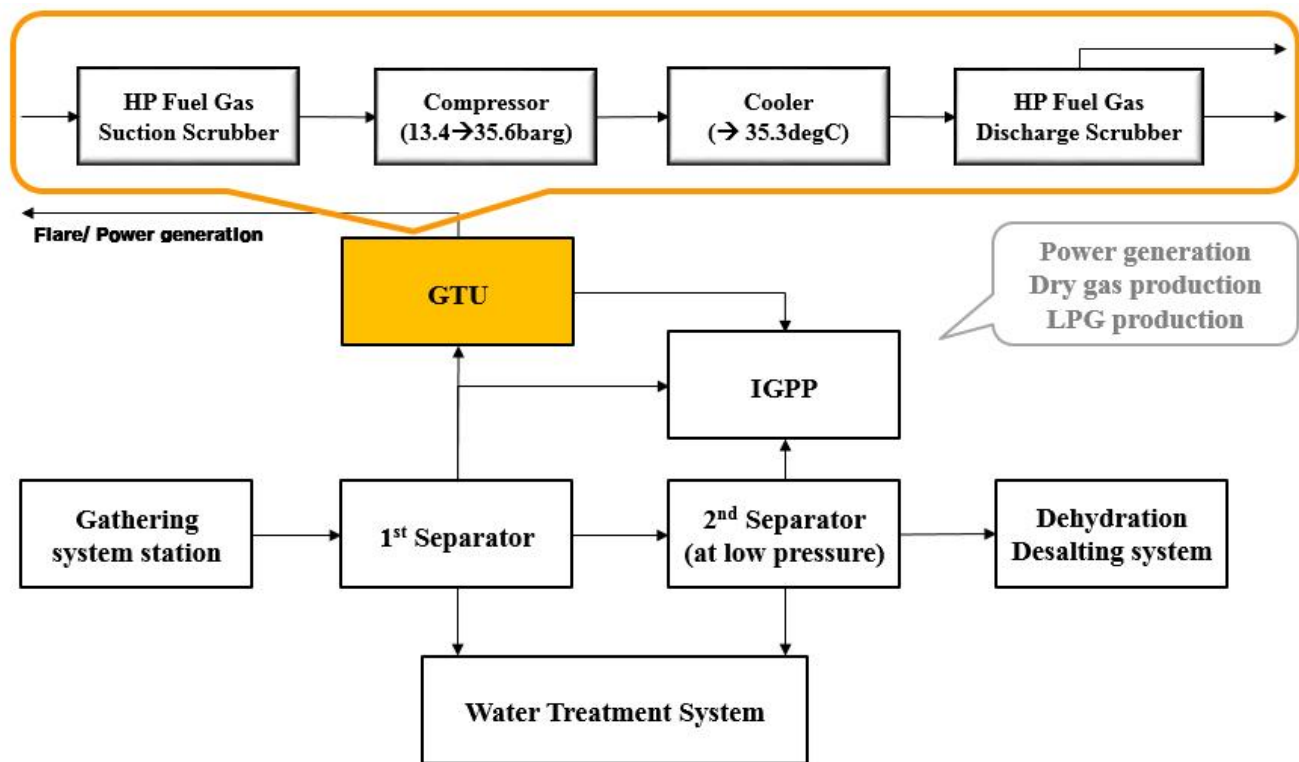 HP Fuel Gas
Suction Scrubber
Compressor
(13.4→35.6barg)
Cooler
(→ 35.3degC)
HP Fuel Gas
Discharge Scrubber
Flare/ Power generation
GTU
Power generation
Dry gas production
LPG production
IGPP
Gathering
system station
1st Separator
2nd Separator
(at low pressure)
Dehydration
Desalting system
Water Treatment System